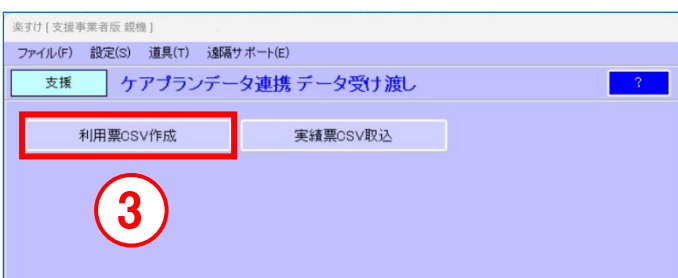 楽すけ [ 支援事業者版 親機 ]
ファイル(F) 設定(S) 道具(T) 遠隔サポート(E)
支援 ケアプランデータ連携 データ受け渡し ?
利用票CSV作成 実績票CSV取込
3